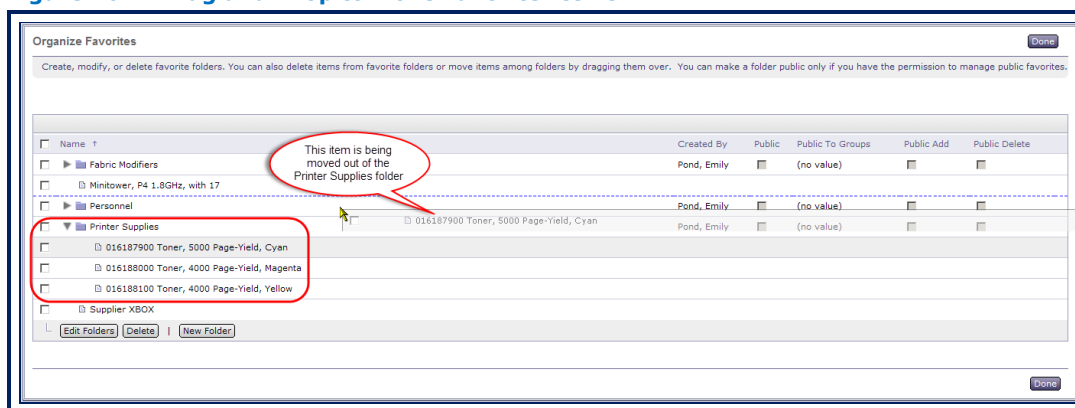 Organize Favorites
Done
Create, modify, or delete favorite folders. You can also delete items from favorite folders or move items among folders by dragging them over. You can make a folder public only if you have the permission to manage public favorites.
Name ↑ Created By Public Public To Groups Public Add Public Delete
This item is being
moved out of the
Printer Supplies folder
Fabric Modifiers Pond, Emily (no value)
Minitower, P4 1.8GHz, with 17
Personnel Pond, Emily (no value)
016187900 Toner, 5000 Page-Yield, Cyan
Printer Supplies Pond, Emily (no value)
016187900 Toner, 5000 Page-Yield, Cyan
016188000 Toner, 4000 Page-Yield, Magenta
016188100 Toner, 4000 Page-Yield, Yellow
Supplier XBOX
Edit Folders Delete | New Folder
Done